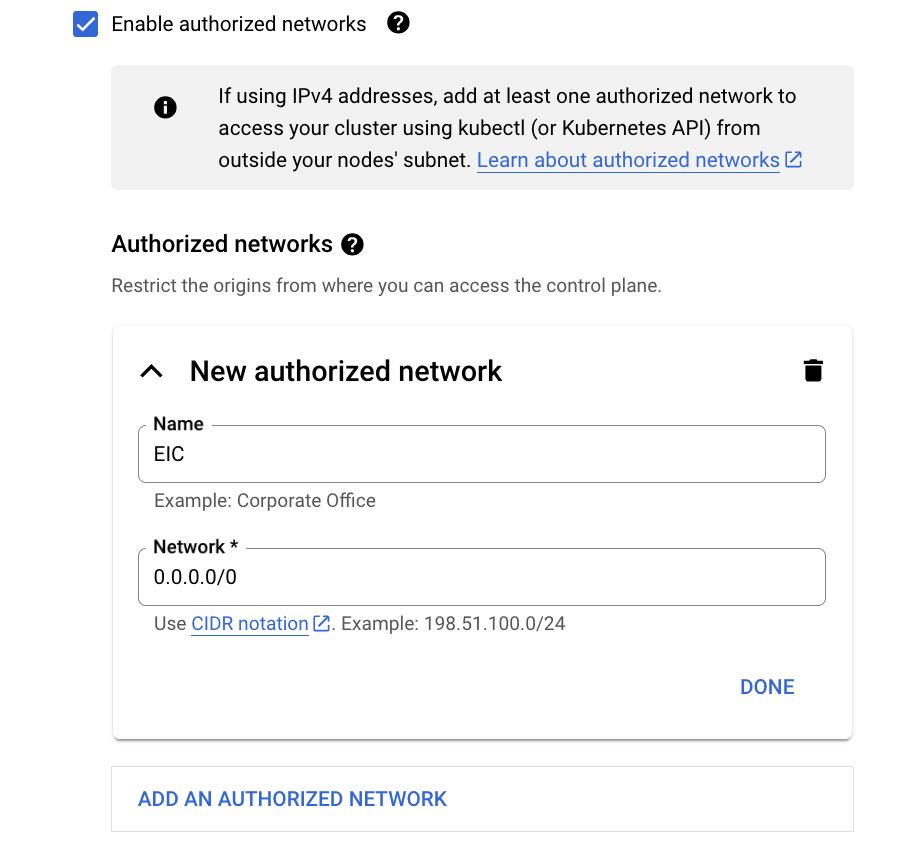 Enable authorized networks
If using IPv4 addresses, add at least one authorized network to
access your cluster using kubectl (or Kubernetes API) from
outside your nodes' subnet. Learn about authorized networks
Authorized networks
Restrict the origins from where you can access the control plane.
New authorized network
Name
EIC
Example: Corporate Office
Network *
0.0.0.0/0
Use CIDR notation. Example: 198.51.100.0/24
DONE
ADD AN AUTHORIZED NETWORK